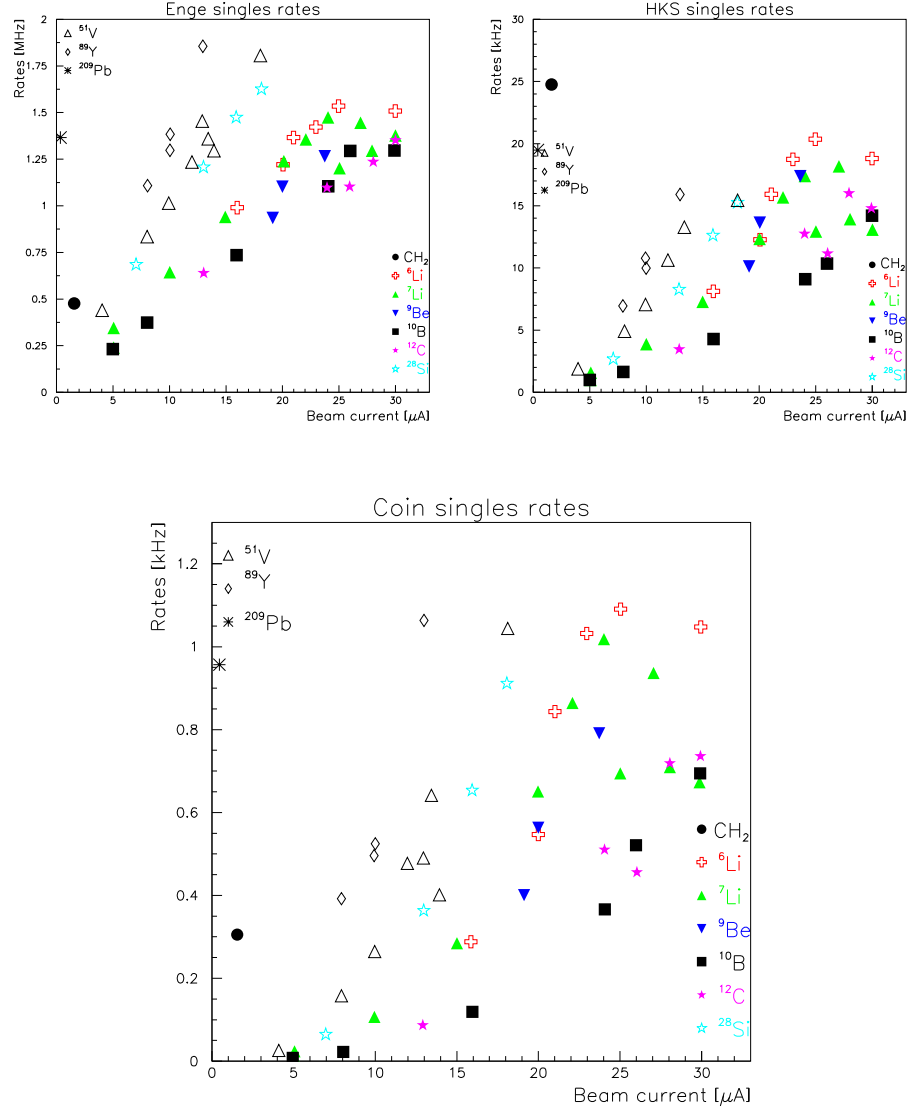 Enge singles rates
Rates [MHz]
2
1.75
1.5
1.25
1
0.75
0.5
0.25
0
⁵¹V
⁸⁹Y
²⁰⁹Pb
CH₂
⁶Li
⁷Li
⁹Be
¹⁰B
¹²C
²⁸Si
0 5 10 15 20 25 30
Beam current [μA]
HKS singles rates
Rates [kHz]
30
25
20
15
10
5
0
⁵¹V
⁸⁹Y
²⁰⁹Pb
CH₂
⁶Li
⁷Li
⁹Be
¹⁰B
¹²C
²⁸Si
0 5 10 15 20 25 30
Beam current [μA]
Coin singles rates
Rates [kHz]
1.2
1
0.8
0.6
0.4
0.2
0
⁵¹V
⁸⁹Y
²⁰⁹Pb
CH₂
⁶Li
⁷Li
⁹Be
¹⁰B
¹²C
²⁸Si
0 5 10 15 20 25 30
Beam current [μA]